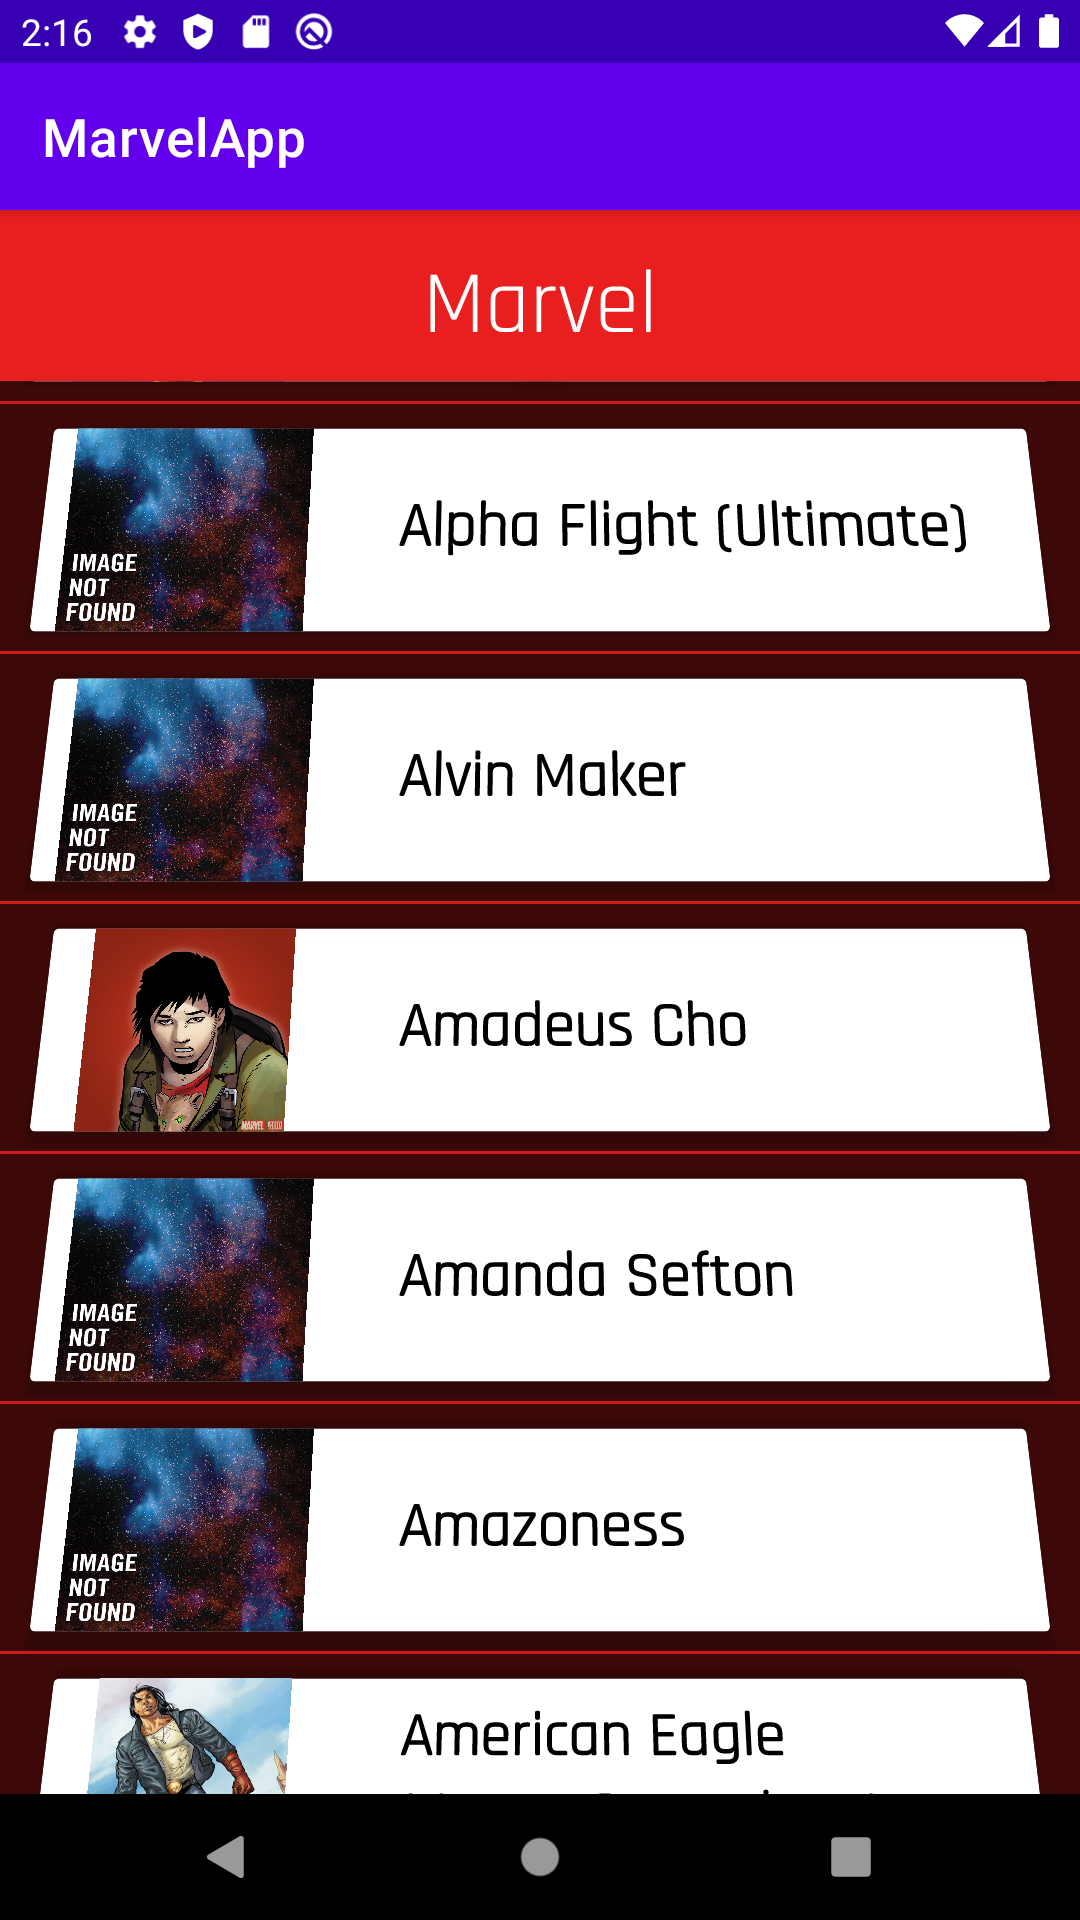 2:16
MarvelApp
Marvel
IMAGE
NOT
FOUND
Alpha Flight (Ultimate)
IMAGE
NOT
FOUND
Alvin Maker
Amadeus Cho
MARVEL
IMAGE
NOT
FOUND
Amanda Sefton
IMAGE
NOT
FOUND
Amazoness
American Eagle